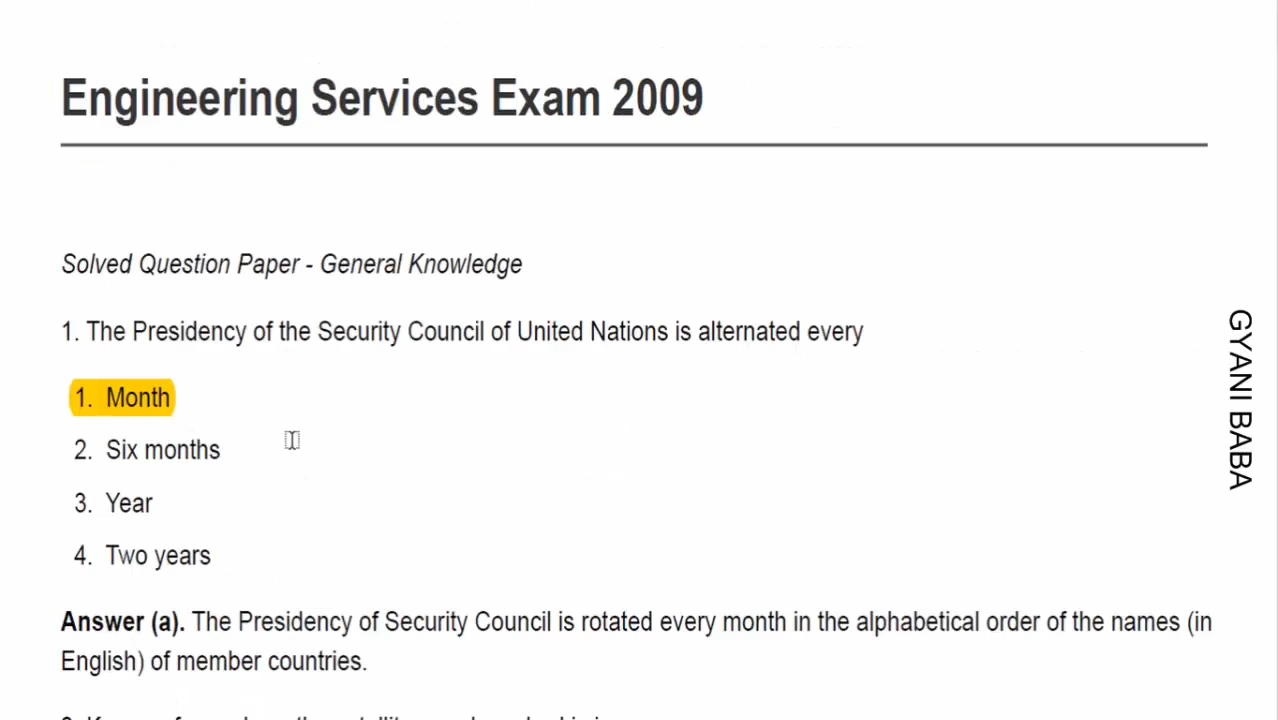 Engineering Services Exam 2009
Solved Question Paper - General Knowledge
1. The Presidency of the Security Council of United Nations is alternated every
1. Month
2. Six months
3. Year
4. Two years
Answer (a). The Presidency of Security Council is rotated every month in the alphabetical order of the names (in
English) of member countries.
GYANI BABA